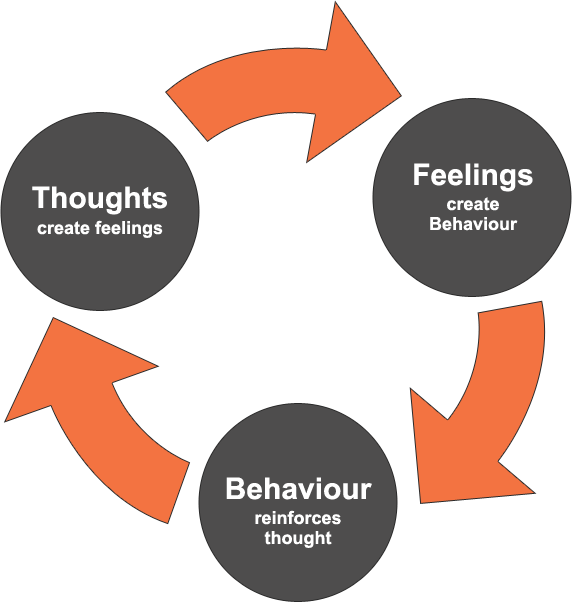 Thoughts
create feelings
Feelings
create
Behaviour
Behaviour
reinforces
thought